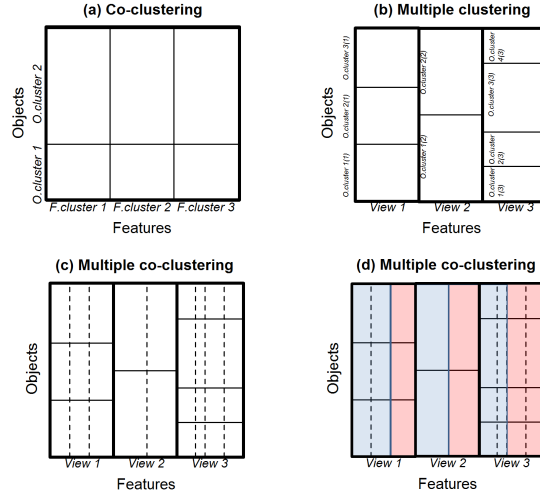 (a) Co-clustering
Objects
O.cluster 2
O.cluster 1
F.cluster 1 F.cluster 2 F.cluster 3
Features
(b) Multiple clustering
Objects
O.cluster 3(1)
O.cluster 2(1)
O.cluster 1(1)
O.cluster 2(2)
O.cluster 1(2)
O.cluster
4(3)
O.cluster 3(3)
O.cluster
2(3)
O.cluster
1(3)
View 1 View 2 View 3
Features
(c) Multiple co-clustering
Objects
View 1 View 2 View 3
Features
(d) Multiple co-clustering
Objects
View 1 View 2 View 3
Features